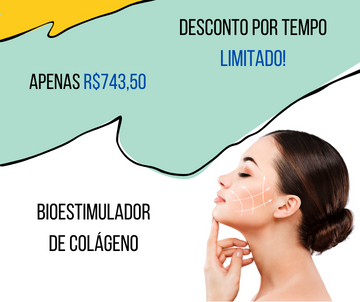 DESCONTO POR TEMPO
LIMITADO!
APENAS R$743,50
BIOESTIMULADOR
DE COLÁGENO